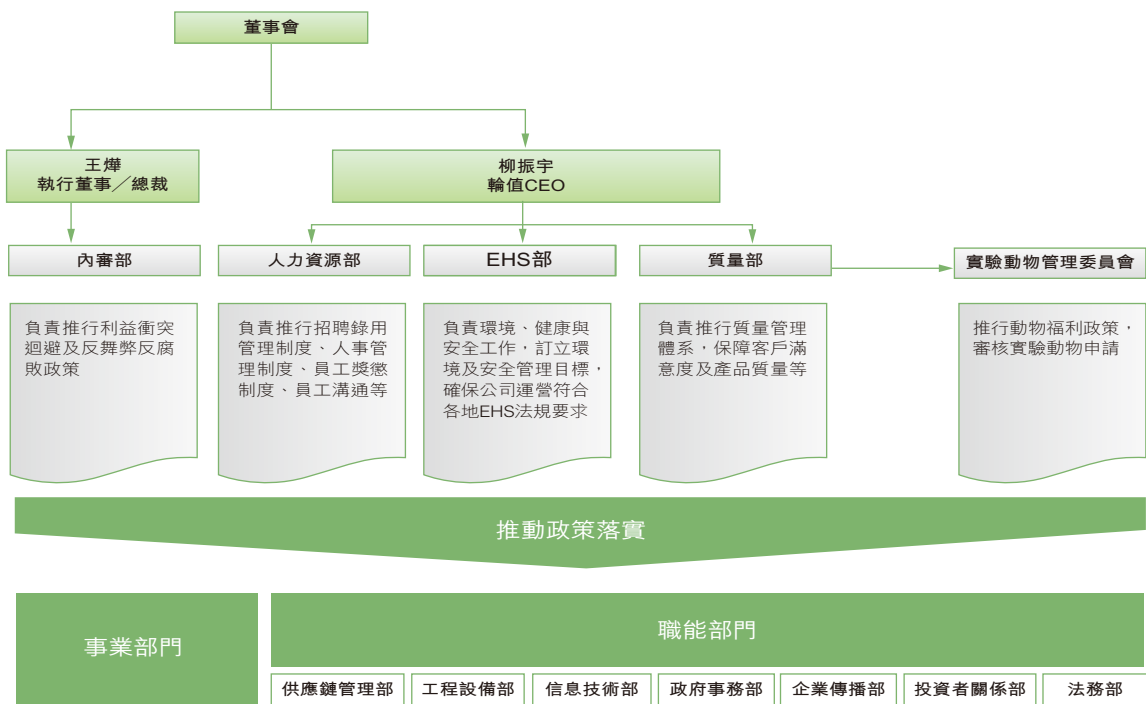 董事會
王燁
執行董事╱總裁
柳振宇
輪值CEO
內審部
人力資源部
EHS部
質量部
實驗動物管理委員會
負責推行利益衝突
迴避及反舞弊反腐
敗政策
負責推行招聘錄用
管理制度、人事管
理制度、員工獎懲
制度、員工溝通等
負責環境、健康與
安全工作，訂立環
境及安全管理目標，
確保公司運營符合
各地EHS法規要求
負責推行質量管理
體系，保障客戶滿
意度及產品質量等
推行動物福利政策，
審核實驗動物申請
推動政策落實
事業部門
職能部門
供應鏈管理部
工程設備部
信息技術部
政府事務部
企業傳播部
投資者關係部
法務部